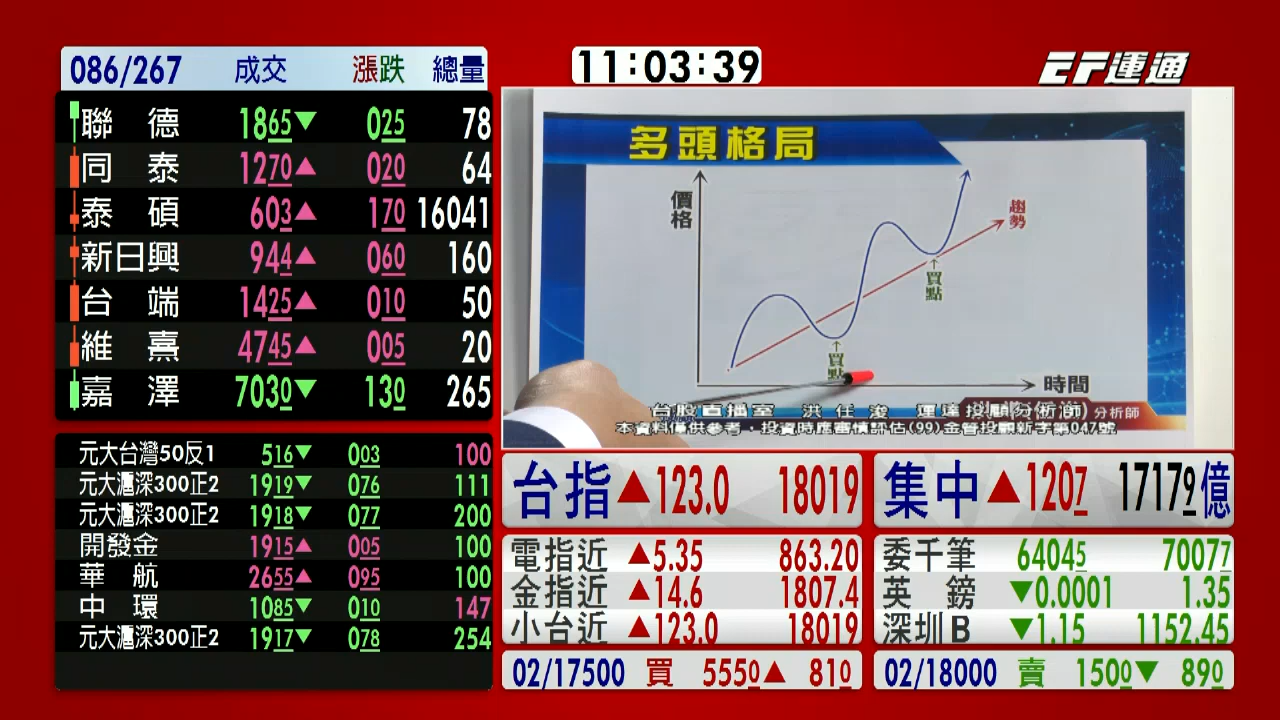 086/267 成交 漲跌 總量
11:03:39
EF運通
聯德 1865▼ 025 78
同泰 1270▲ 020 64
泰碩 603▲ 170 16041
新日興 944▲ 060 160
台端 1425▲ 010 50
維熹 4745▲ 005 20
嘉澤 7030▼ 130 265
多頭格局
價格
趨勢
↑
買點
↑
買點
時間
台股直播室 洪任浚 運達投顧分析師
分析師
本資料僅供參考,投資時應審慎評估(99)金管投顧新字第047號
元大台灣50反1 516▼ 003 100
元大滬深300正2 1919▼ 076 111
元大滬深300正2 1918▼ 077 200
開發金 1915▲ 005 100
華航 2655▲ 095 100
中環 1085▼ 010 147
元大滬深300正2 1917▼ 078 254
台指▲123.0 18019
集中▲1207 17179億
電指近 ▲5.35 863.20
金指近 ▲14.6 1807.4
小台近 ▲123.0 18019
委千筆 64045 70077
英鎊 ▼0.0001 1.35
深圳B ▼1.15 1152.45
02/17500 買 5550▲ 810
02/18000 賣 1500▼ 890